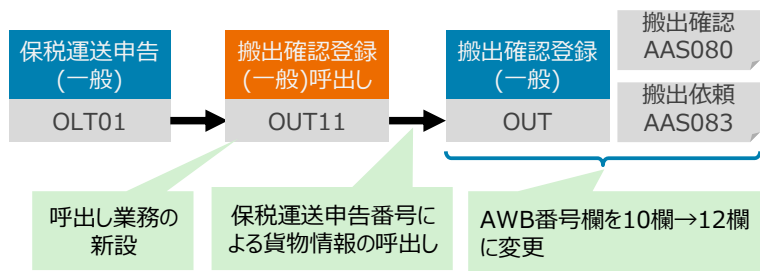 保税運送申告
(一般)
OLT01
搬出確認登録
(一般)呼出し
OUT11
搬出確認登録
(一般)
OUT
搬出確認
AAS080
搬出依頼
AAS083
呼出し業務の
新設
保税運送申告番号に
よる貨物情報の呼出し
AWB番号欄を10欄→12欄
に変更